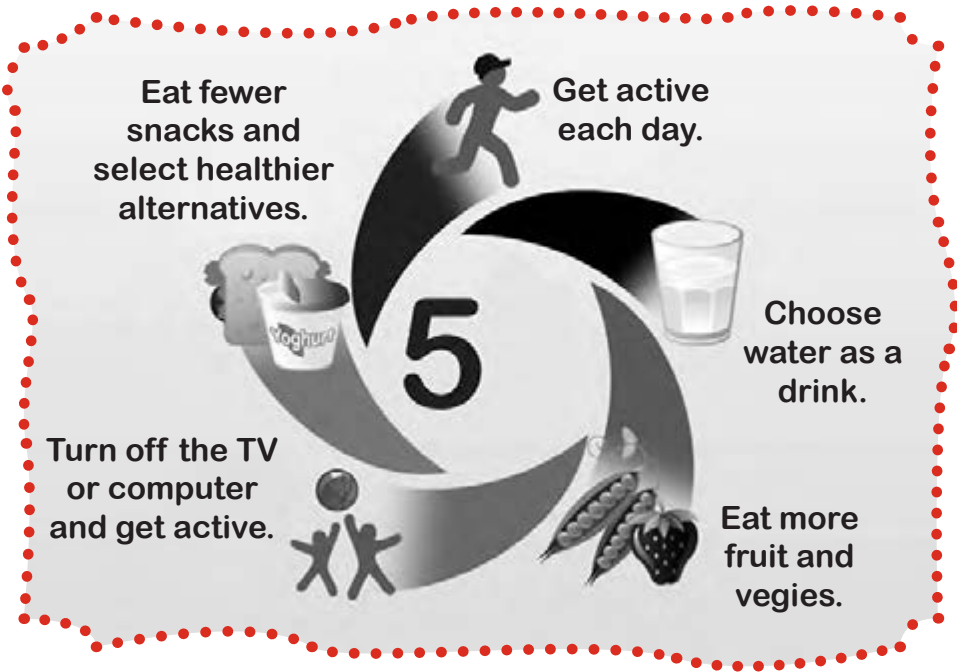 Get active
each day.
Choose
water as a
drink.
Eat more
fruit and
vegies.
Turn off the TV
or computer
and get active.
Eat fewer
snacks and
select healthier
alternatives.
Yoghurt
5